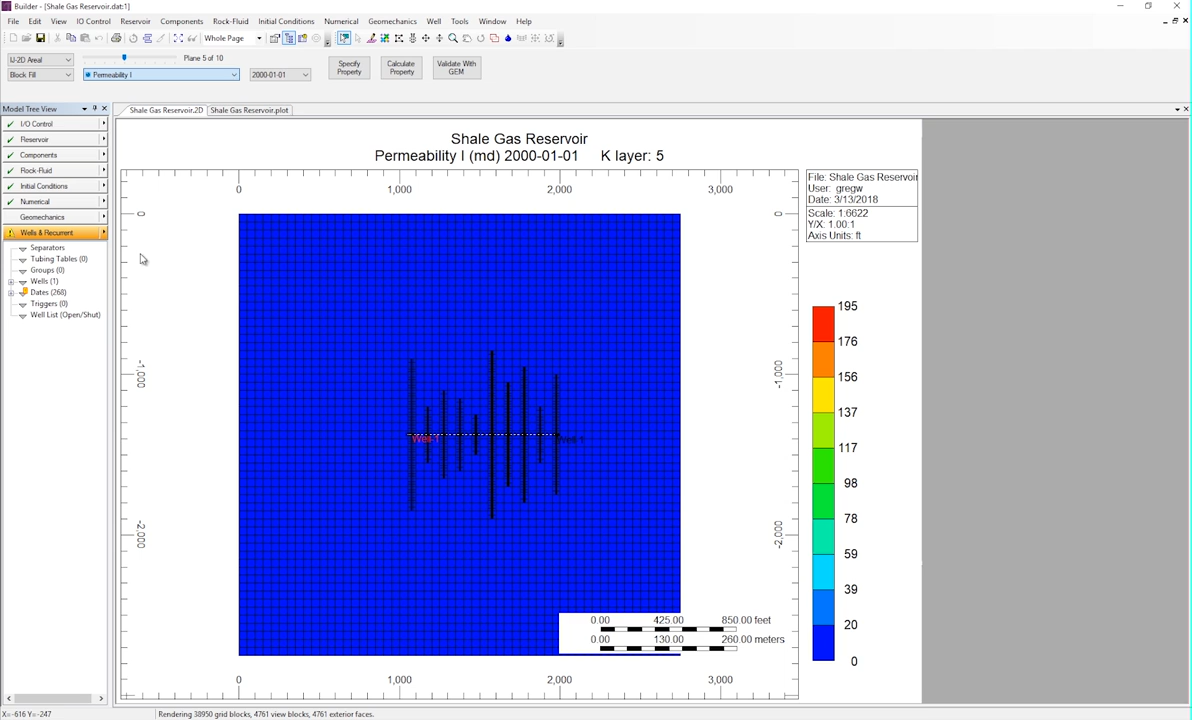 Builder - [Shale Gas Reservoir.dat:1]
File Edit View IO Control Reservoir Components Rock-Fluid Initial Conditions Numerical Geomechanics Well Tools Window Help
Whole Page
IJ-2D Areal Plane 5 of 10
Block Fill Permeability I 2000-01-01
Specify Property
Calculate Property
Validate With GEM
Model Tree View
I/O Control
Reservoir
Components
Rock-Fluid
Initial Conditions
Numerical
Geomechanics
Wells & Recurrent
Separators
Tubing Tables (0)
Groups (0)
Wells (1)
Dates (268)
Triggers (0)
Well List (Open/Shut)
Shale Gas Reservoir.2D Shale Gas Reservoir.plot
Shale Gas Reservoir
Permeability I (md) 2000-01-01 K layer: 5
0 1,000 2,000 3,000
0 0
-1,000 -1,000
Well-1 Well-1
-2,000 -2,000
0.00 425.00 850.00 feet
0.00 130.00 260.00 meters
0 1,000 2,000 3,000
File: Shale Gas Reservoir
User: gregw
Date: 3/13/2018
Scale: 1:6622
Y/X: 1.00:1
Axis Units: ft
195
176
156
137
117
98
78
59
39
20
0
X=-616 Y=-247 Rendering 38950 grid blocks, 4761 view blocks, 4761 exterior faces.